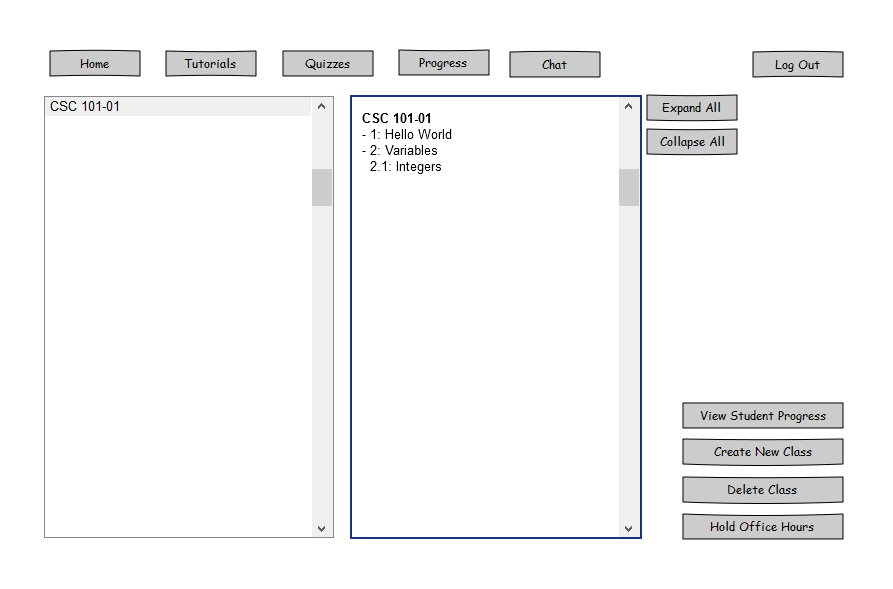 Home
Tutorials
Quizzes
Progress
Chat
Log Out
CSC 101-01
CSC 101-01
- 1: Hello World
- 2: Variables
2.1: Integers
Expand All
Collapse All
View Student Progress
Create New Class
Delete Class
Hold Office Hours